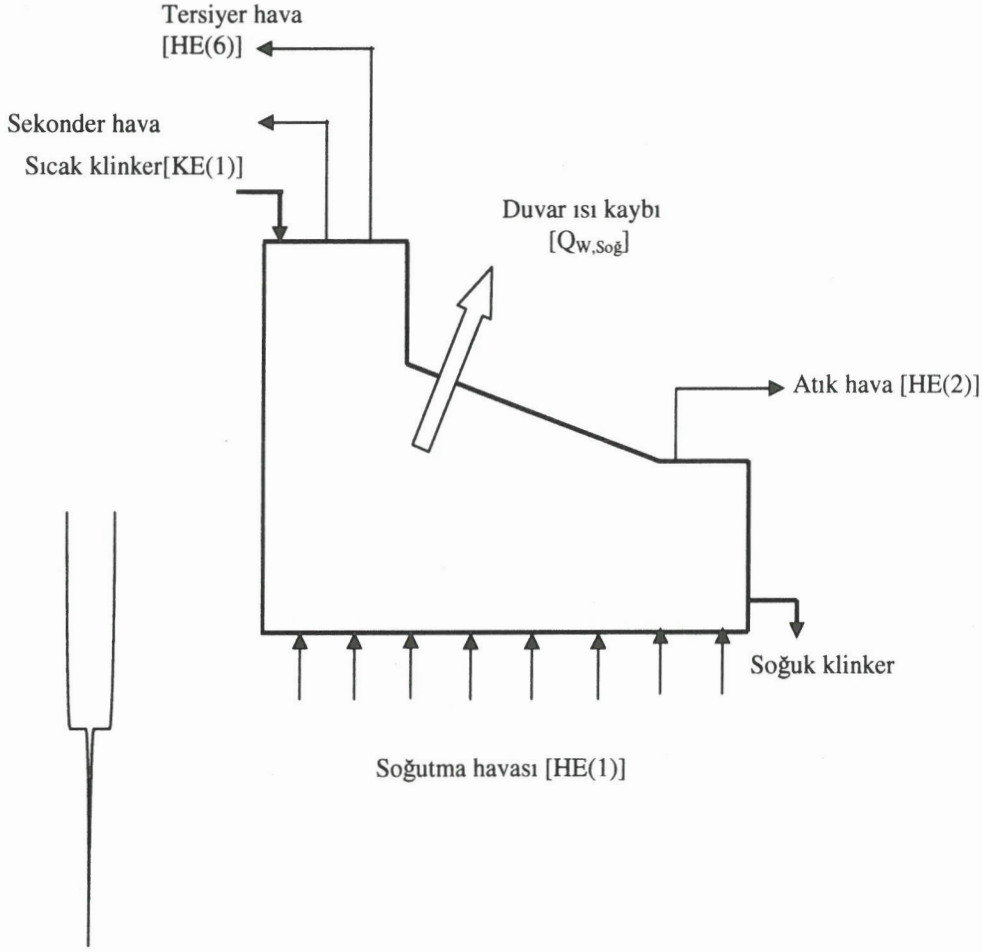 Tersiyer hava
[HE(6)]
Sekonder hava
Sıcak klinker[KE(1)]
Duvar ısı kaybı
[QW,Soğ]
Atık hava [HE(2)]
Soğuk klinker
Soğutma havası [HE(1)]